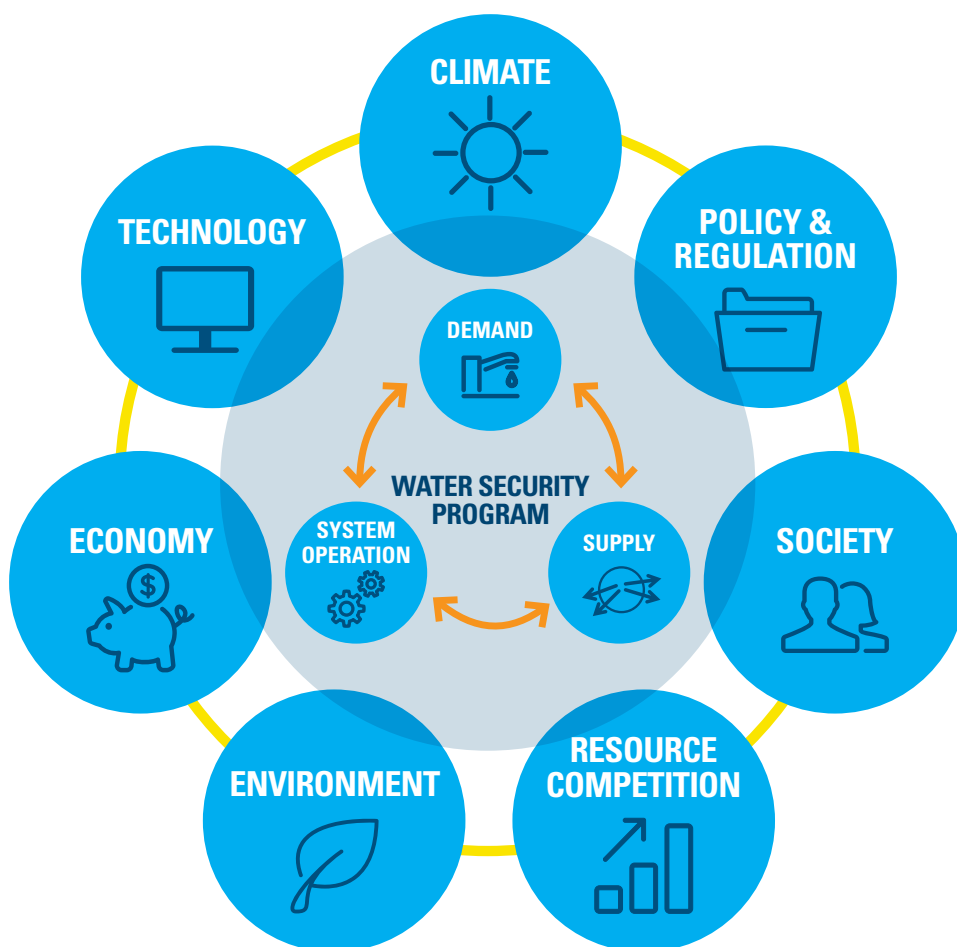 CLIMATE
TECHNOLOGY
POLICY &
REGULATION
DEMAND
WATER SECURITY
PROGRAM
SYSTEM
OPERATION
SUPPLY
ECONOMY
$
SOCIETY
ENVIRONMENT
RESOURCE
COMPETITION